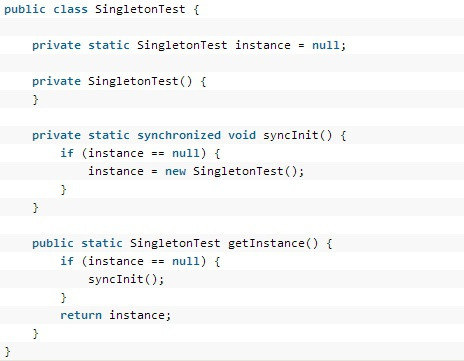 public class SingletonTest {
private static SingletonTest instance = null;
private SingletonTest() {
}
private static synchronized void syncInit() {
if (instance == null) {
instance = new SingletonTest();
}
}
public static SingletonTest getInstance() {
if (instance == null) {
syncInit();
}
return instance;
}
}